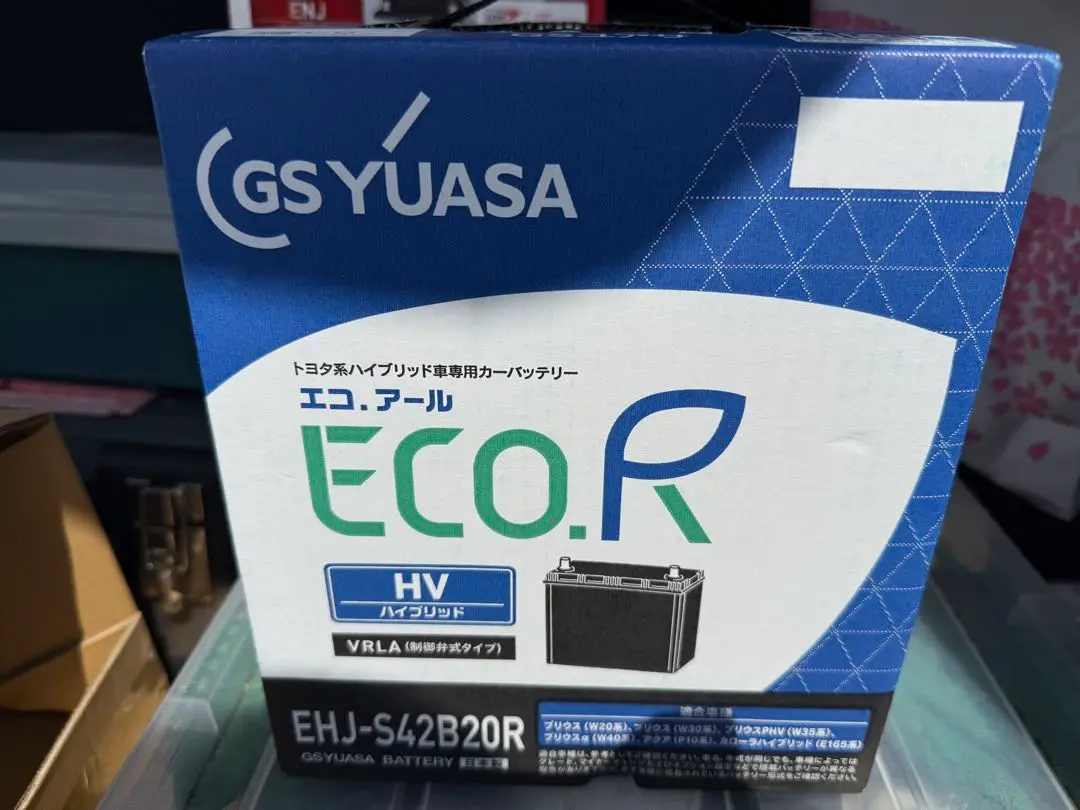 ENJ
GS YUASA
トヨタ系ハイブリッド車専用カーバッテリー
エコ.アール
ECO.R
HV
ハイブリッド
VRLA(制御弁式タイプ)
EHJ-S42B20R
GSYUASA BATTERY 日本製
適合車種
プリウス(W20系)、プリウス(W30系)、プリウスPHV(W35系)、
プリウスα(W40系)、アクア(P10系)、カローラハイブリッド(E165系)